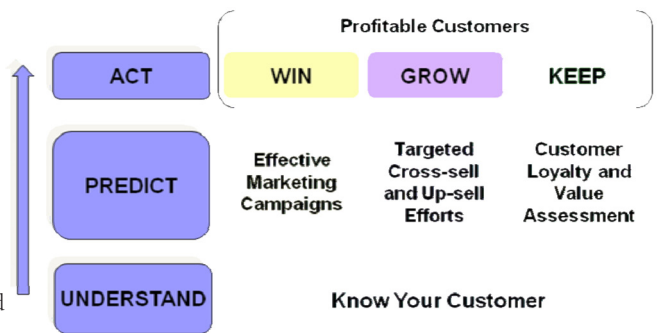 Profitable Customers
ACT
WIN
GROW
KEEP
PREDICT
Effective
Marketing
Campaigns
Targeted
Cross-sell
and Up-sell
Efforts
Customer
Loyalty and
Value
Assessment
UNDERSTAND
Know Your Customer